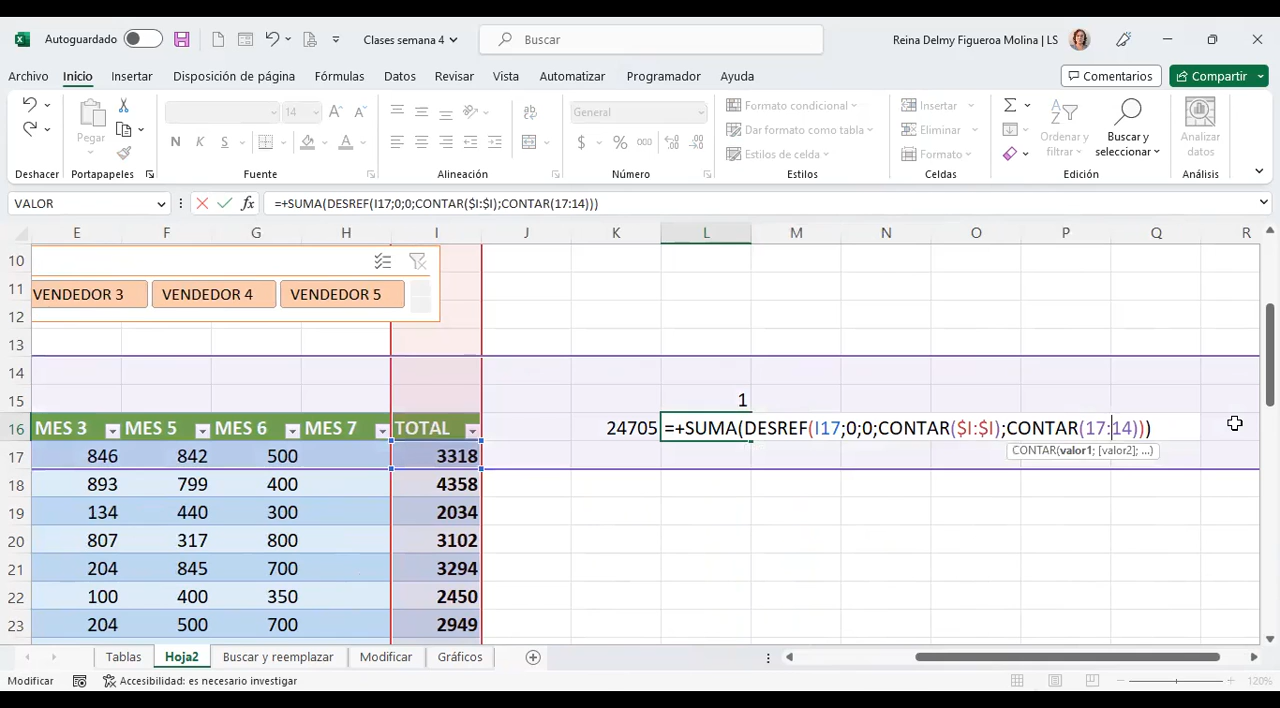 Autoguardado
Clases semana 4
Buscar
Reina Delmy Figueroa Molina | LS
Archivo Inicio Insertar Disposición de página Fórmulas Datos Revisar Vista Automatizar Programador Ayuda
Comentarios
Compartir
Pegar
14
General
Formato condicional
Dar formato como tabla
Estilos de celda
Insertar
Eliminar
Formato
Ordenar y
filtrar
Buscar y
seleccionar
Analizar
datos
N K S
$ % 000
Deshacer Portapapeles Fuente Alineación Número Estilos Celdas Edición Análisis
VALOR
=+SUMA(DESREF(I17;0;0;CONTAR($I:$I);CONTAR(17:14)))
E F G H I J K L M N O P Q R
10
11 VENDEDOR 3 VENDEDOR 4 VENDEDOR 5
12
13
14
15 1
16 MES 3 MES 5 MES 6 MES 7 TOTAL 24705 =+SUMA(DESREF(I17;0;0;CONTAR($I:$I);CONTAR(17:14)))
CONTAR(valor1; [valor2]; ...)
17 846 842 500 3318
18 893 799 400 4358
19 134 440 300 2034
20 807 317 800 3102
21 204 845 700 3294
22 100 400 350 2450
23 204 500 700 2949
Tablas Hoja2 Buscar y reemplazar Modificar Gráficos
Modificar
Accesibilidad: es necesario investigar
120%